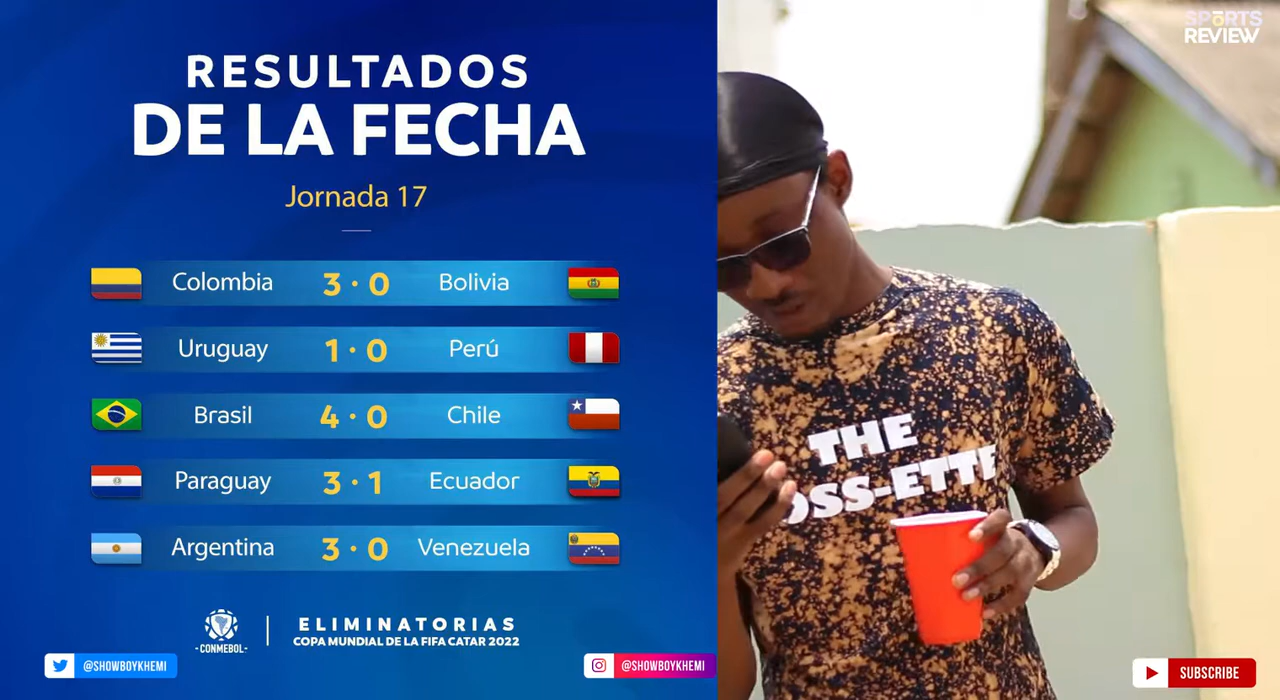 RESULTADOS
DE LA FECHA
Jornada 17
Colombia 3 · 0 Bolivia
Uruguay 1 · 0 Perú
Brasil 4 · 0 Chile
Paraguay 3 · 1 Ecuador
Argentina 3 · 0 Venezuela
-CONMEBOL-
ELIMINATORIAS
COPA MUNDIAL DE LA FIFA CATAR 2022
@SHOWBOYKHEMI
@SHOWBOYKHEMI
SPORTS
REVIEW
THE
OSS-ETTE
SUBSCRIBE